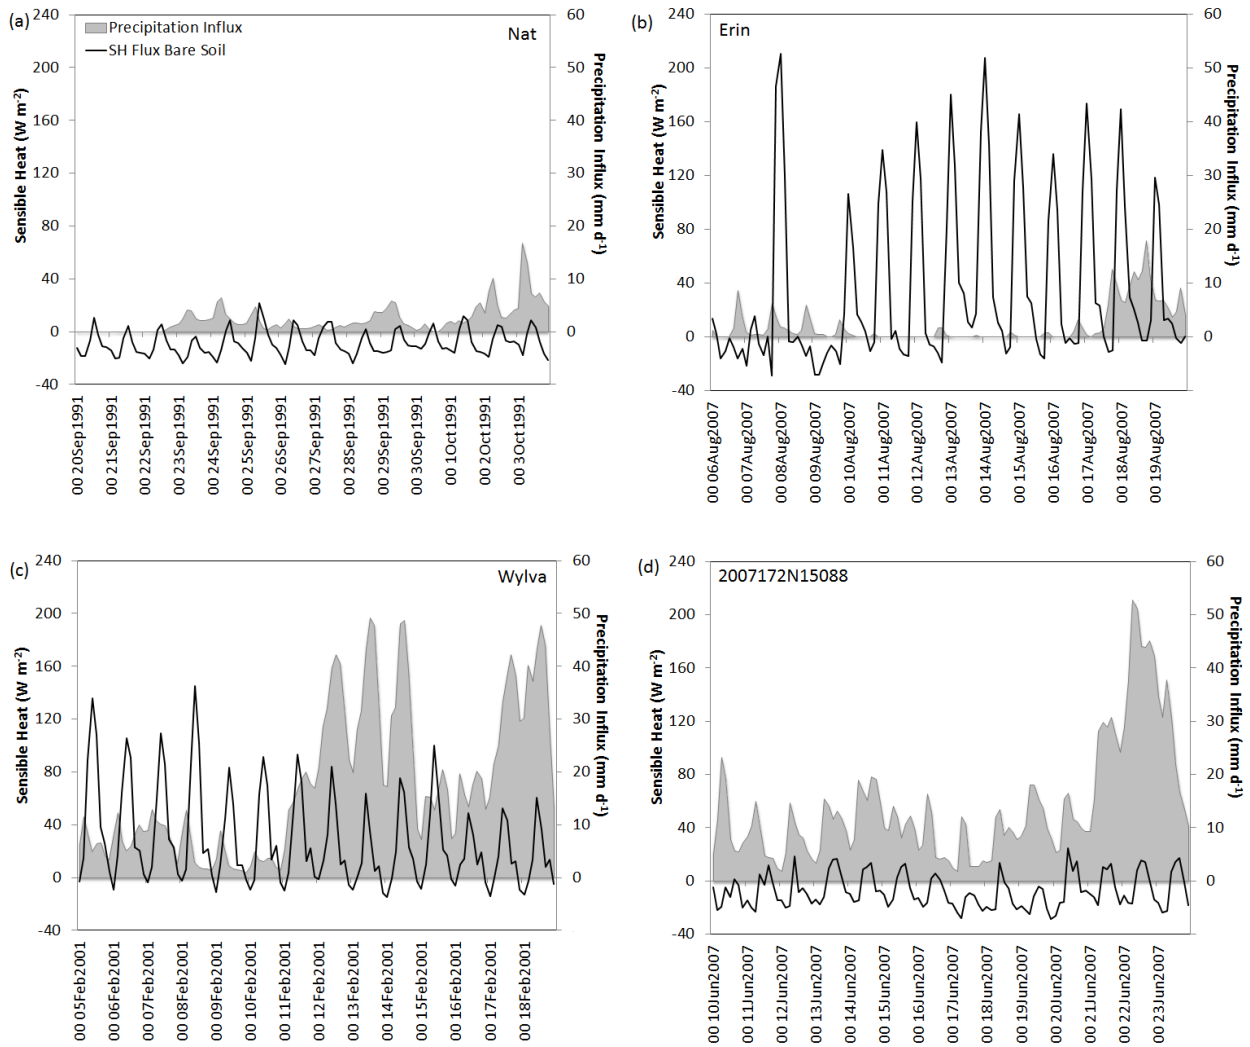 (a)
240
200
160
120
80
40
0
-40
Sensible Heat (W m-2)
Precipitation Influx
SH Flux Bare Soil
Nat
60
50
40
30
20
10
0
Precipitation Influx (mm d-1)
00 20Sep1991
00 21Sep1991
00 22Sep1991
00 23Sep1991
00 24Sep1991
00 25Sep1991
00 26Sep1991
00 27Sep1991
00 28Sep1991
00 29Sep1991
00 30Sep1991
00 1Oct1991
00 2Oct1991
00 3Oct1991
(b)
240
200
160
120
80
40
0
-40
Sensible Heat (W m-2)
Erin
60
50
40
30
20
10
0
Precipitation Influx (mm d-1)
00 06Aug2007
00 07Aug2007
00 08Aug2007
00 09Aug2007
00 10Aug2007
00 11Aug2007
00 12Aug2007
00 13Aug2007
00 14Aug2007
00 15Aug2007
00 16Aug2007
00 17Aug2007
00 18Aug2007
00 19Aug2007
(c)
240
200
160
120
80
40
0
-40
Sensible Heat (W m-2)
Wylva
60
50
40
30
20
10
0
Precipitation Influx (mm d-1)
00 05Feb2001
00 06Feb2001
00 07Feb2001
00 08Feb2001
00 09Feb2001
00 10Feb2001
00 11Feb2001
00 12Feb2001
00 13Feb2001
00 14Feb2001
00 15Feb2001
00 16Feb2001
00 17Feb2001
00 18Feb2001
(d)
240
200
160
120
80
40
0
-40
Sensible Heat (W m-2)
2007172N15088
60
50
40
30
20
10
0
Precipitation Influx (mm d-1)
00 10Jun2007
00 11Jun2007
00 12Jun2007
00 13Jun2007
00 14Jun2007
00 15Jun2007
00 16Jun2007
00 17Jun2007
00 18Jun2007
00 19Jun2007
00 20Jun2007
00 21Jun2007
00 22Jun2007
00 23Jun2007